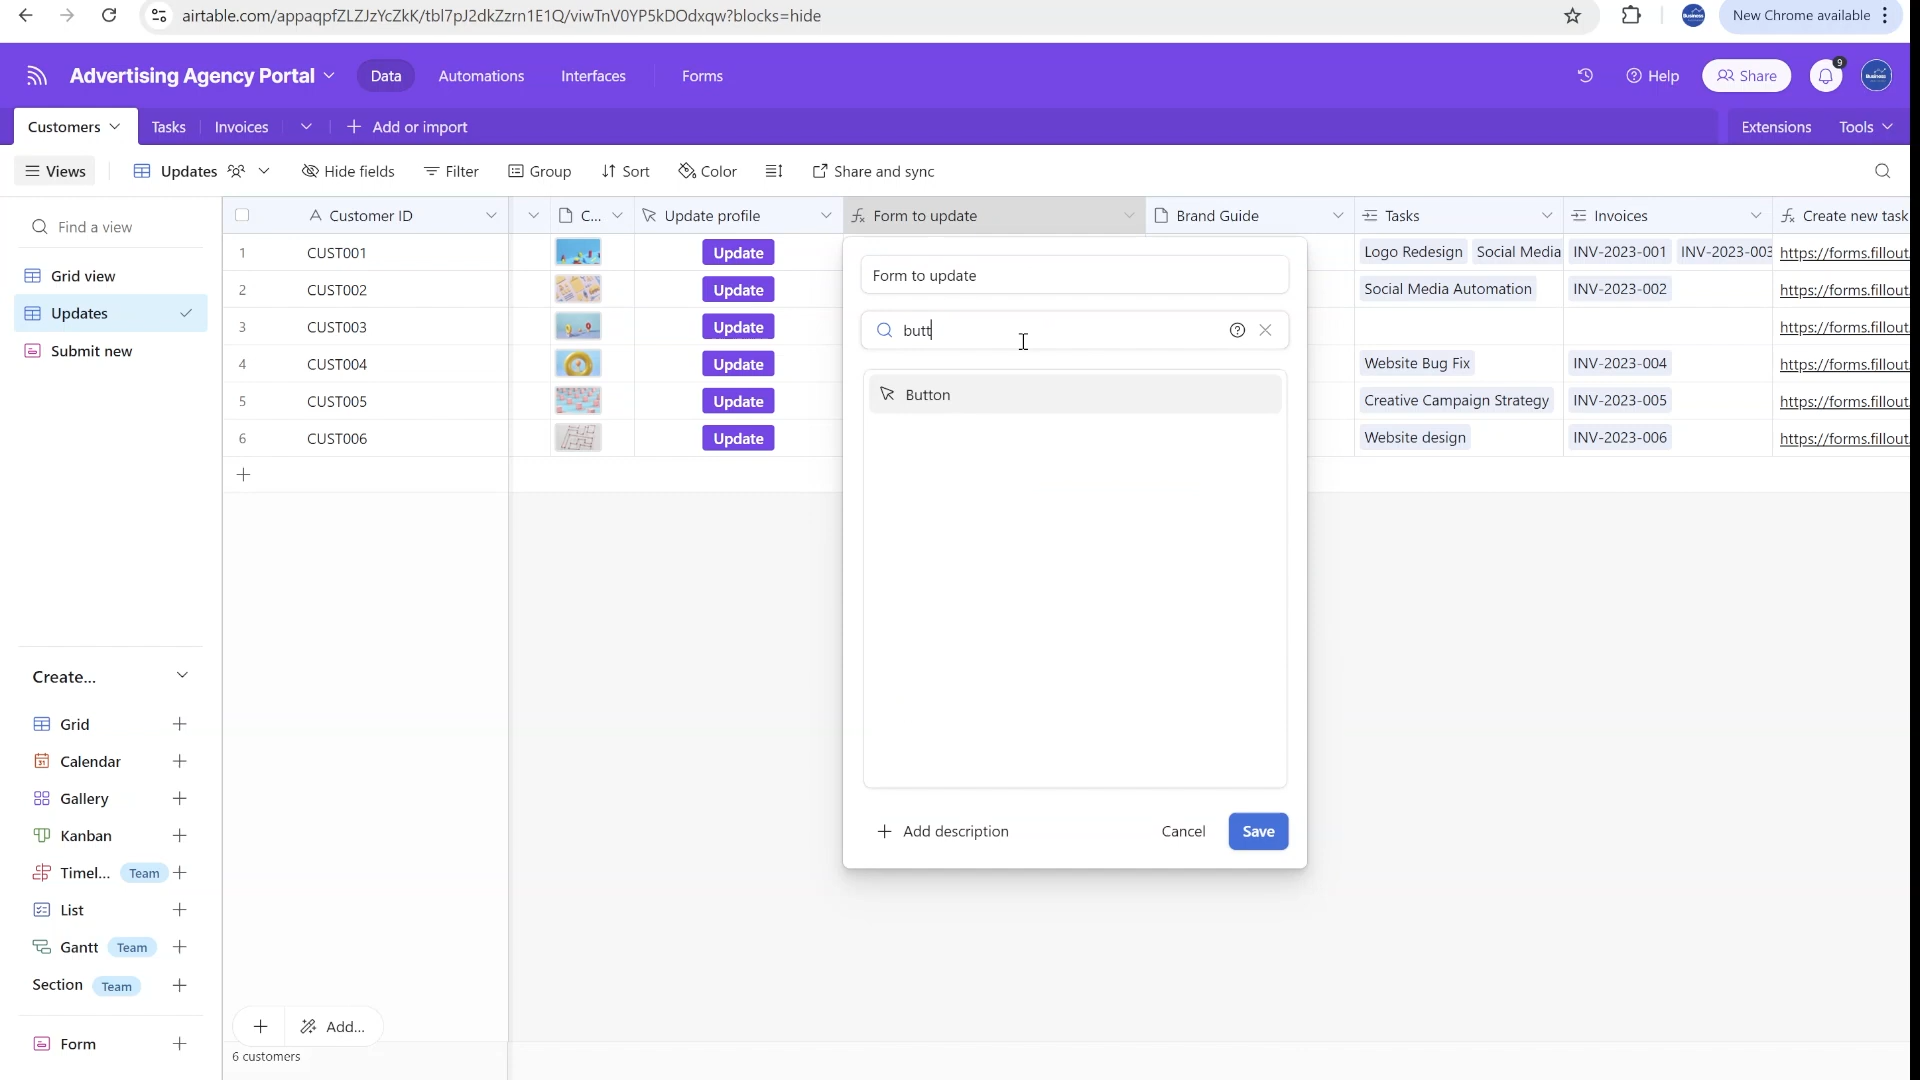 airtable.com/appaqpfZLZJzYcZkK/tbl7pJ2dkZzrn1E1Q/viwTnV0YP5kDOdxqw?blocks=hide
New Chrome available
Advertising Agency Portal
Data
Automations
Interfaces
Forms
Help
Share
9
Customers
Tasks
Invoices
Add or import
Extensions
Tools
Views
Updates
Hide fields
Filter
Group
Sort
Color
Share and sync
Find a view
Grid view
Updates
Submit new
Customer ID
C...
Update profile
Form to update
Brand Guide
Tasks
Invoices
Create new task
1 CUST001 Update Logo Redesign Social Media INV-2023-001 INV-2023-003 https://forms.fillout.
2 CUST002 Update Social Media Automation INV-2023-002 https://forms.fillout.
3 CUST003 Update https://forms.fillout.
4 CUST004 Update Website Bug Fix INV-2023-004 https://forms.fillout.
5 CUST005 Update Creative Campaign Strategy INV-2023-005 https://forms.fillout.
6 CUST006 Update Website design INV-2023-006 https://forms.fillout.
Form to update
butt
Button
Add description
Cancel
Save
Create...
Grid
Calendar
Gallery
Kanban
Timel... Team
List
Gantt Team
Section Team
Form
Add...
6 customers